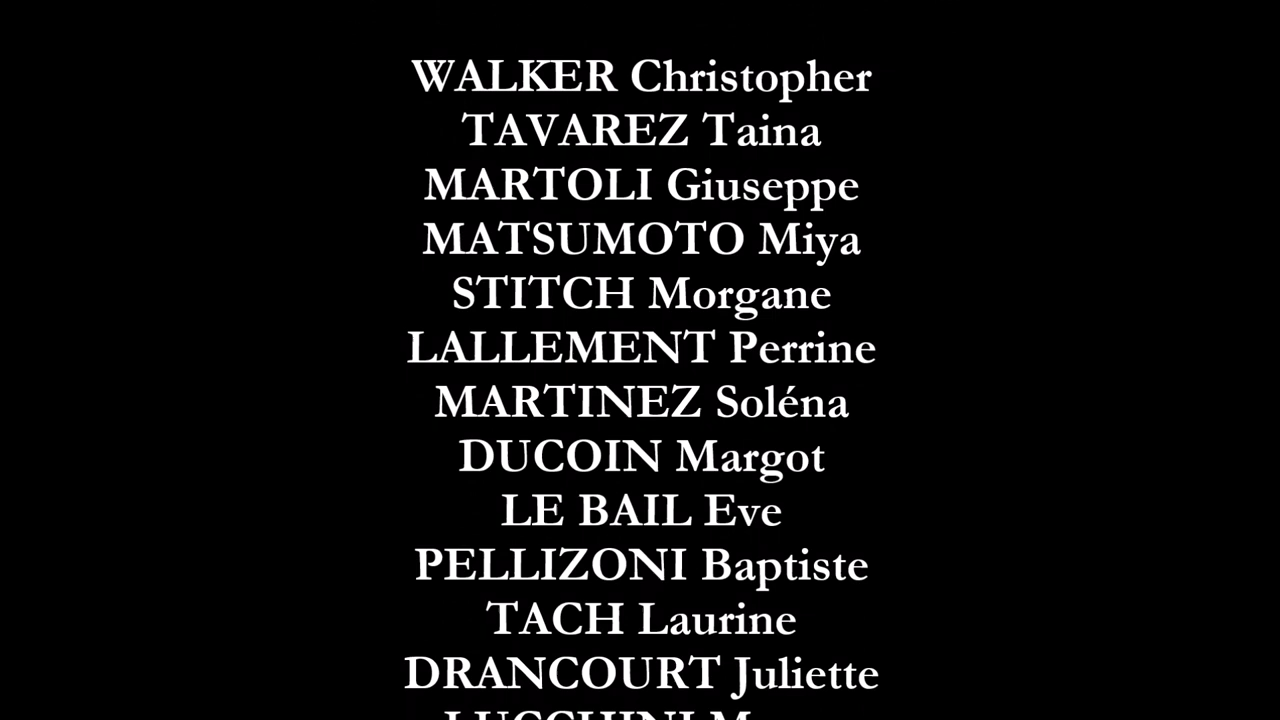 WALKER Christopher
TAVAREZ Taina
MARTOLI Giuseppe
MATSUMOTO Miya
STITCH Morgane
LALLEMENT Perrine
MARTINEZ Soléna
DUCOIN Margot
LE BAIL Eve
PELLIZONI Baptiste
TACH Laurine
DRANCOURT Juliette
LUCCHINI